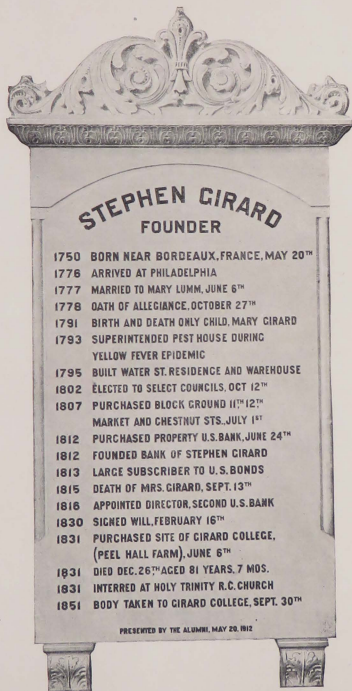 STEPHEN GIRARD
FOUNDER
1750 BORN NEAR BORDEAUX, FRANCE, MAY 20TH
1776 ARRIVED AT PHILADELPHIA
1777 MARRIED TO MARY LUMM, JUNE 6TH
1778 OATH OF ALLEGIANCE, OCTOBER 27TH
1791 BIRTH AND DEATH ONLY CHILD, MARY GIRARD
1793 SUPERINTENDED PEST HOUSE DURING
YELLOW FEVER EPIDEMIC
1795 BUILT WATER ST. RESIDENCE AND WAREHOUSE
1802 ELECTED TO SELECT COUNCILS, OCT 12TH
1807 PURCHASED BLOCK GROUND 11TH 12TH
MARKET AND CHESTNUT STS., JULY 1ST
1812 PURCHASED PROPERTY U.S. BANK, JUNE 24TH
1812 FOUNDED BANK OF STEPHEN GIRARD
1813 LARGE SUBSCRIBER TO U.S. BONDS
1815 DEATH OF MRS. GIRARD, SEPT. 13TH
1816 APPOINTED DIRECTOR, SECOND U.S. BANK
1830 SIGNED WILL, FEBRUARY 16TH
1831 PURCHASED SITE OF GIRARD COLLEGE,
(PEEL HALL FARM), JUNE 6TH
1831 DIED DEC. 26TH AGED 81 YEARS, 7 MOS.
1831 INTERRED AT HOLY TRINITY R.C. CHURCH
1851 BODY TAKEN TO GIRARD COLLEGE, SEPT. 30TH
PRESENTED BY THE ALUMNI, MAY 20, 1912